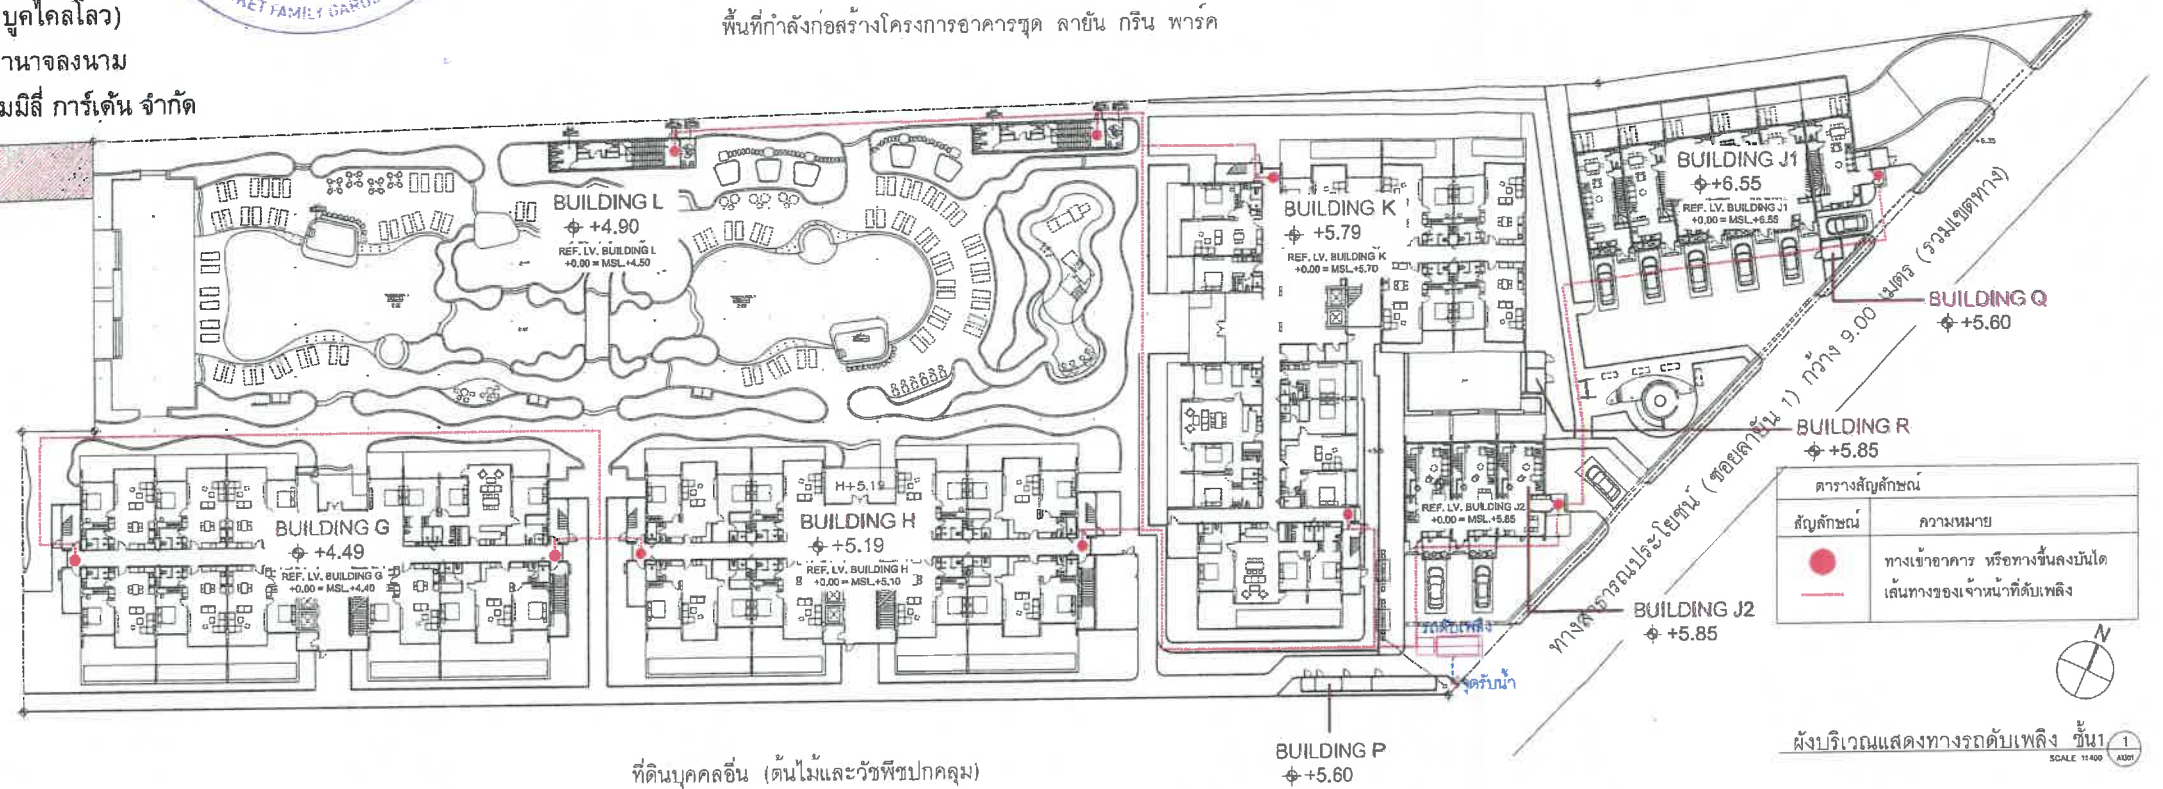 บูคไคลโลว)
านาจลงนาม
มมิลี่ การ์เด้น จำกัด
KET FAMILY GARDE
พื้นที่กำลังก่อสร้างโครงการอาคารชุด ลายัน กรีน พาร์ค
BUILDING L
+4.90
REF. LV. BUILDING L
+0.00 = MSL.+4.50
BUILDING K
+5.79
REF. LV. BUILDING K
+0.00 = MSL.+5.70
BUILDING J1
+6.55
REF. LV. BUILDING J1
+0.00 = MSL.+6.55
+6.35
BUILDING Q
+5.60
BUILDING R
+5.85
ทางสาธารณประโยชน์ (ซอยลายัน 1) กว้าง 9.00 เมตร (รวมเขตทาง)
BUILDING G
+4.49
REF. LV. BUILDING G
+0.00 = MSL.+4.40
H+5.19
BUILDING H
+5.19
REF. LV. BUILDING H
+0.00 = MSL.+5.10
REF. LV. BUILDING J2
+0.00 = MSL.+5.85
BUILDING J2
+5.85
รถดับเพลิง
จุดรับน้ำ
BUILDING P
+5.60
ที่ดินบุคคลอื่น (ต้นไม้และวัชพืชปกคลุม)
ตารางสัญลักษณ์
สัญลักษณ์ ความหมาย
ทางเข้าอาคาร หรือทางขึ้นลงบันได
เส้นทางของเจ้าหน้าที่ดับเพลิง
N
ผังบริเวณแสดงทางรถดับเพลิง ชั้น1
1
SCALE 1:400